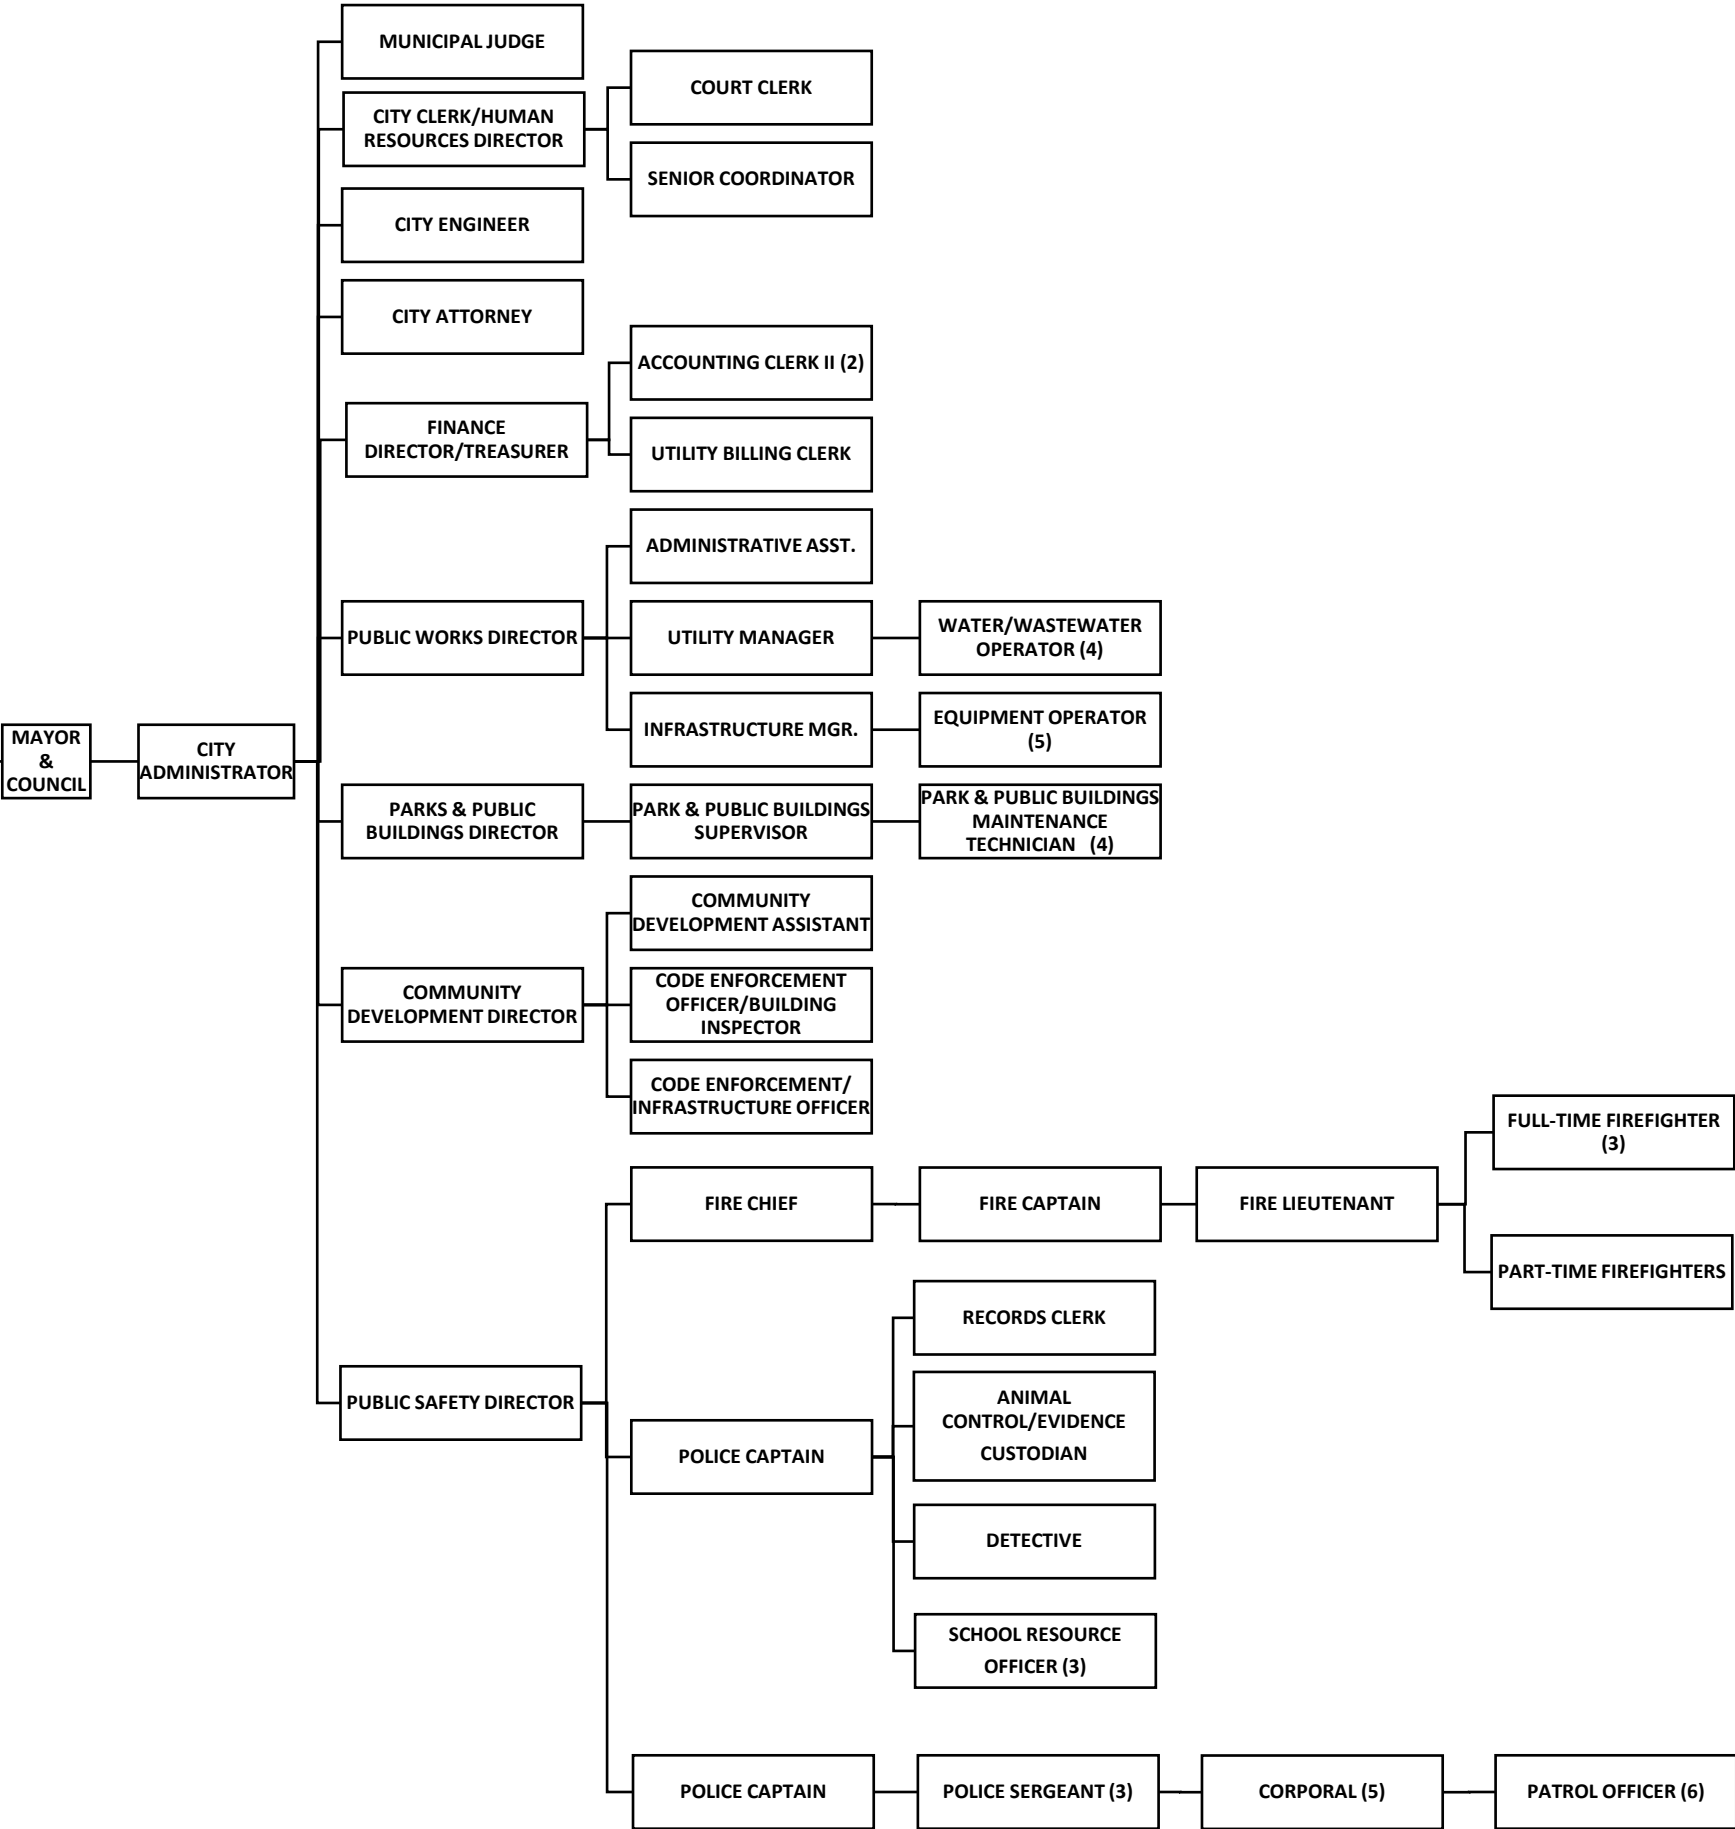 MUNICIPAL JUDGE
CITY CLERK/HUMAN
RESOURCES DIRECTOR
COURT CLERK
SENIOR COORDINATOR
CITY ENGINEER
CITY ATTORNEY
FINANCE
DIRECTOR/TREASURER
ACCOUNTING CLERK II (2)
UTILITY BILLING CLERK
ADMINISTRATIVE ASST.
PUBLIC WORKS DIRECTOR
UTILITY MANAGER
WATER/WASTEWATER
OPERATOR (4)
INFRASTRUCTURE MGR.
EQUIPMENT OPERATOR
(5)
MAYOR
&
COUNCIL
CITY
ADMINISTRATOR
PARKS & PUBLIC
BUILDINGS DIRECTOR
PARK & PUBLIC BUILDINGS
SUPERVISOR
PARK & PUBLIC BUILDINGS
MAINTENANCE
TECHNICIAN (4)
COMMUNITY
DEVELOPMENT ASSISTANT
COMMUNITY
DEVELOPMENT DIRECTOR
CODE ENFORCEMENT
OFFICER/BUILDING
INSPECTOR
CODE ENFORCEMENT/
INFRASTRUCTURE OFFICER
FIRE CHIEF
FIRE CAPTAIN
FIRE LIEUTENANT
FULL-TIME FIREFIGHTER
(3)
PART-TIME FIREFIGHTERS
PUBLIC SAFETY DIRECTOR
POLICE CAPTAIN
RECORDS CLERK
ANIMAL
CONTROL/EVIDENCE
CUSTODIAN
DETECTIVE
SCHOOL RESOURCE
OFFICER (3)
POLICE CAPTAIN
POLICE SERGEANT (3)
CORPORAL (5)
PATROL OFFICER (6)